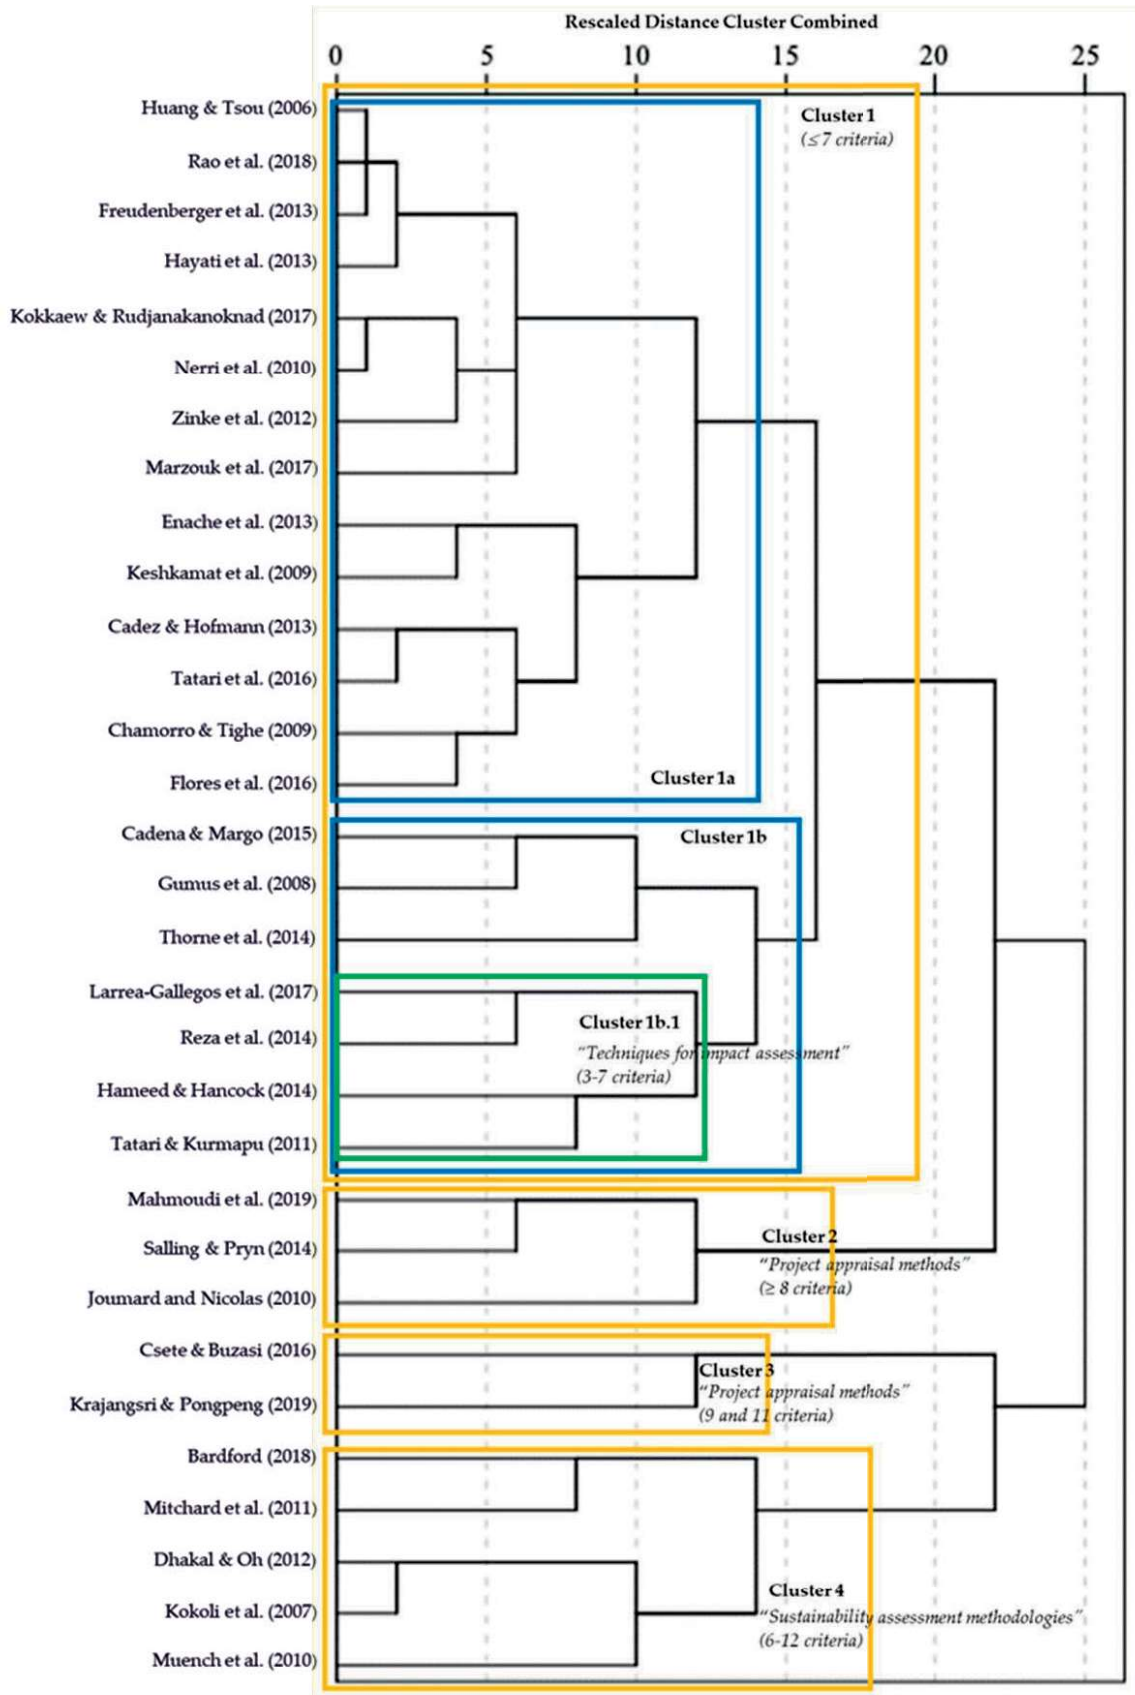 Rescaled Distance Cluster Combined
0 5 10 15 20 25
Huang & Tsou (2006)
Cluster 1
(≤ 7 criteria)
Rao et al. (2018)
Freudenberger et al. (2013)
Hayati et al. (2013)
Kokkaew & Rudjanakanoknad (2017)
Nerri et al. (2010)
Zinke et al. (2012)
Marzouk et al. (2017)
Enache et al. (2013)
Keshkamat et al. (2009)
Cadez & Hofmann (2013)
Tatari et al. (2016)
Chamorro & Tighe (2009)
Flores et al. (2016)
Cluster 1a
Cadena & Margo (2015)
Cluster 1b
Gumus et al. (2008)
Thorne et al. (2014)
Larrea-Gallegos et al. (2017)
Reza et al. (2014)
Cluster 1b.1
"Techniques for impact assessment"
(3-7 criteria)
Hameed & Hancock (2014)
Tatari & Kurmapu (2011)
Mahmoudi et al. (2019)
Salling & Pryn (2014)
Cluster 2
"Project appraisal methods"
(≥ 8 criteria)
Joumard and Nicolas (2010)
Csete & Buzasi (2016)
Cluster 3
"Project appraisal methods"
(9 and 11 criteria)
Krajangsri & Pongpeng (2019)
Bardford (2018)
Mitchard et al. (2011)
Dhakal & Oh (2012)
Kokoli et al. (2007)
Cluster 4
"Sustainability assessment methodologies"
(6-12 criteria)
Muench et al. (2010)